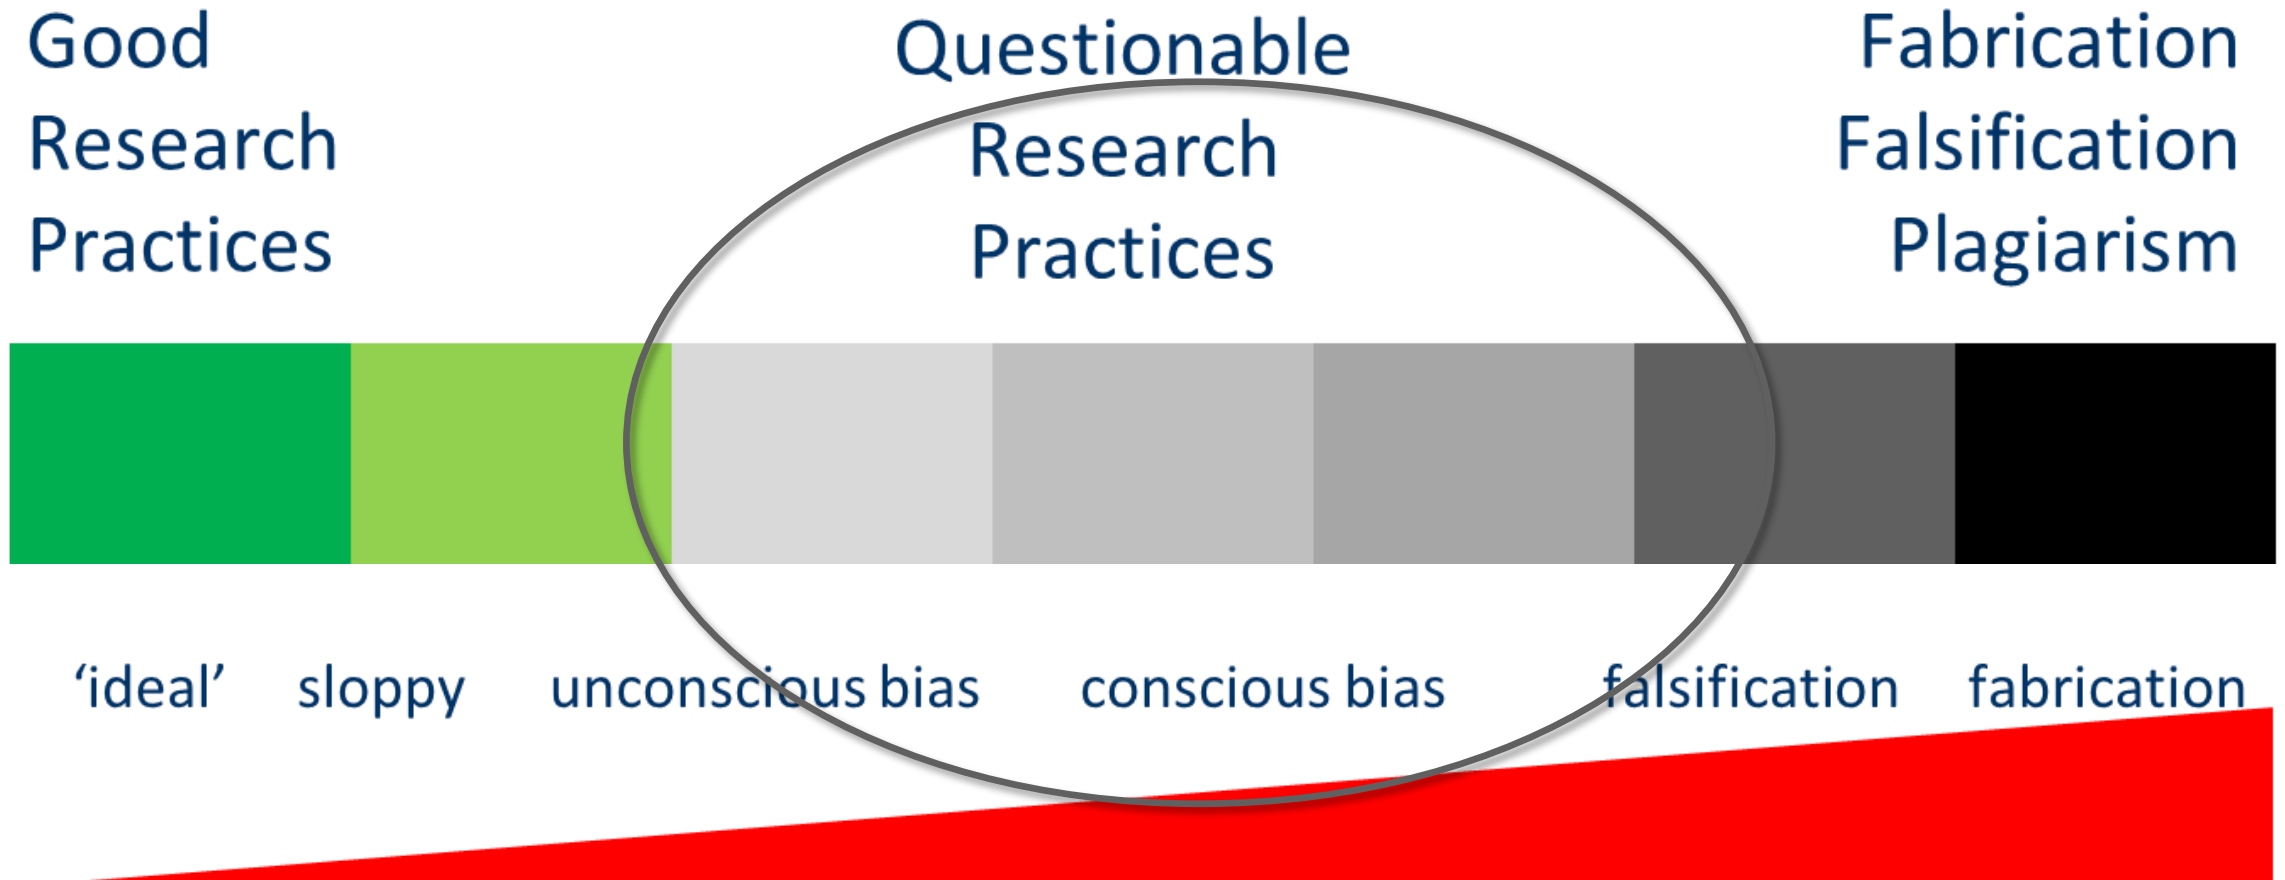 Good
Research
Practices
Questionable
Research
Practices
Fabrication
Falsification
Plagiarism
‘ideal’ sloppy unconscious bias conscious bias falsification fabrication